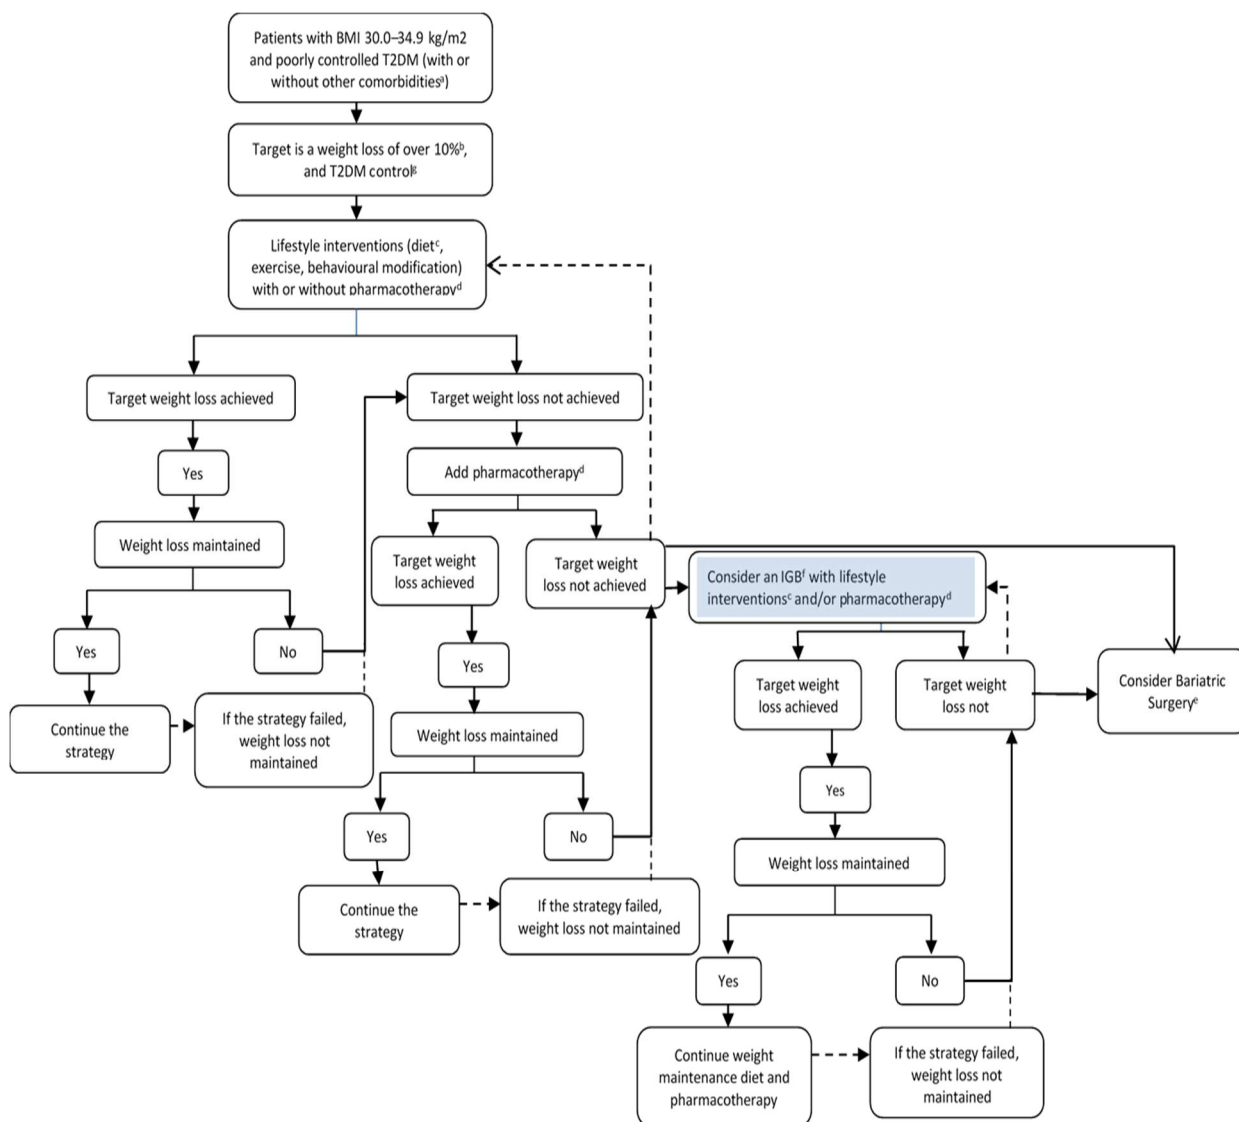 Patients with BMI 30.0–34.9 kg/m2
and poorly controlled T2DM (with or
without other comorbiditiesᵃ)
Target is a weight loss of over 10%ᵇ,
and T2DM controlᵍ
Lifestyle interventions (dietᶜ,
exercise, behavioural modification)
with or without pharmacotherapyᵈ
Target weight loss achieved
Yes
Weight loss maintained
Yes
No
Continue the
strategy
If the strategy failed,
weight loss not
maintained
Target weight loss not achieved
Add pharmacotherapyᵈ
Target weight
loss achieved
Target weight
loss not achieved
Yes
Weight loss maintained
Yes
No
Continue the
strategy
If the strategy failed,
weight loss not maintained
Consider an IGBᶠ with lifestyle
interventionsᶜ and/or pharmacotherapyᵈ
Target weight
loss achieved
Target weight
loss not
Consider Bariatric
Surgeryᵉ
Yes
Weight loss maintained
Yes
No
Continue weight
maintenance diet and
pharmacotherapy
If the strategy failed,
weight loss not
maintained